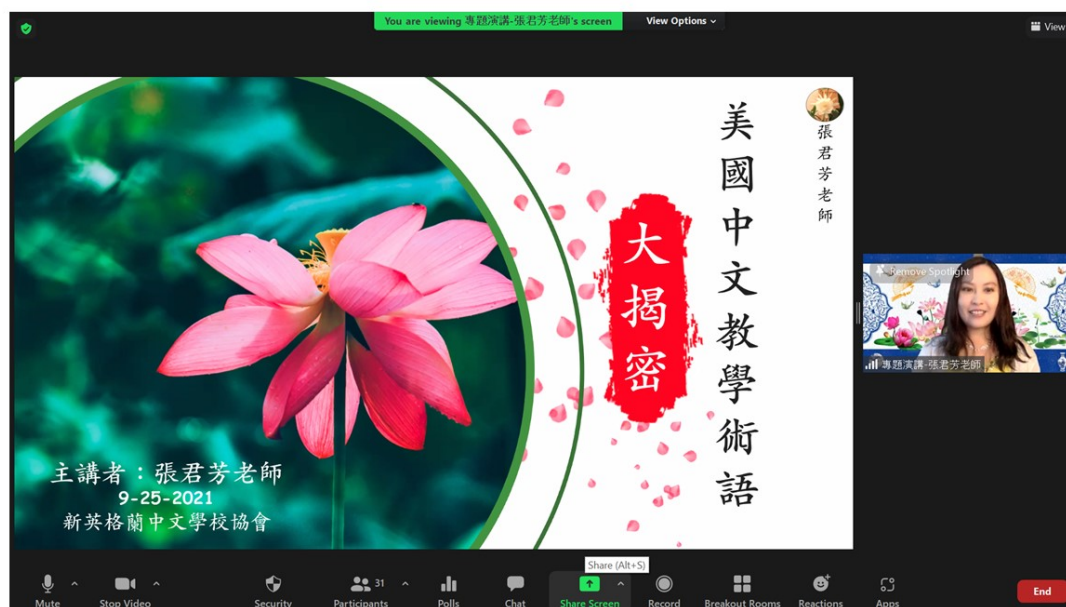 You are viewing 專題演講-張君芳老師's screen
View Options
View
美國中文教學術語
大揭密
張君芳老師
主講者：張君芳老師
9-25-2021
新英格蘭中文學校協會
Remove Spotlight
專題演講-張君芳老師
Share (Alt+S)
Mute
Stop Video
Security
31
Participants
Polls
Chat
Share Screen
Record
Breakout Rooms
Reactions
Apps
End